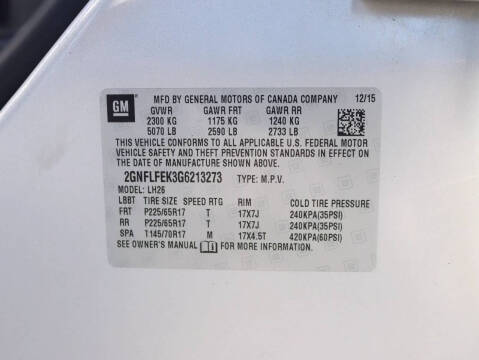 GM
MFD BY GENERAL MOTORS OF CANADA COMPANY 12/15
GVWR GAWR FRT GAWR RR
2300 KG 1175 KG 1240 KG
5070 LB 2590 LB 2733 LB
THIS VEHICLE CONFORMS TO ALL APPLICABLE U.S. FEDERAL MOTOR
VEHICLE SAFETY AND THEFT PREVENTION STANDARDS IN EFFECT ON
THE DATE OF MANUFACTURE SHOWN ABOVE.
2GNFLFEK3G6213273 TYPE: M.P.V.
MODEL: LH26
LBBT TIRE SIZE SPEED RTG RIM COLD TIRE PRESSURE
FRT P225/65R17 T 17X7J 240KPA(35PSI)
RR P225/65R17 T 17X7J 240KPA(35PSI)
SPA T145/70R17 M 17X4.5T 420KPA(60PSI)
SEE OWNER'S MANUAL FOR MORE INFORMATION.